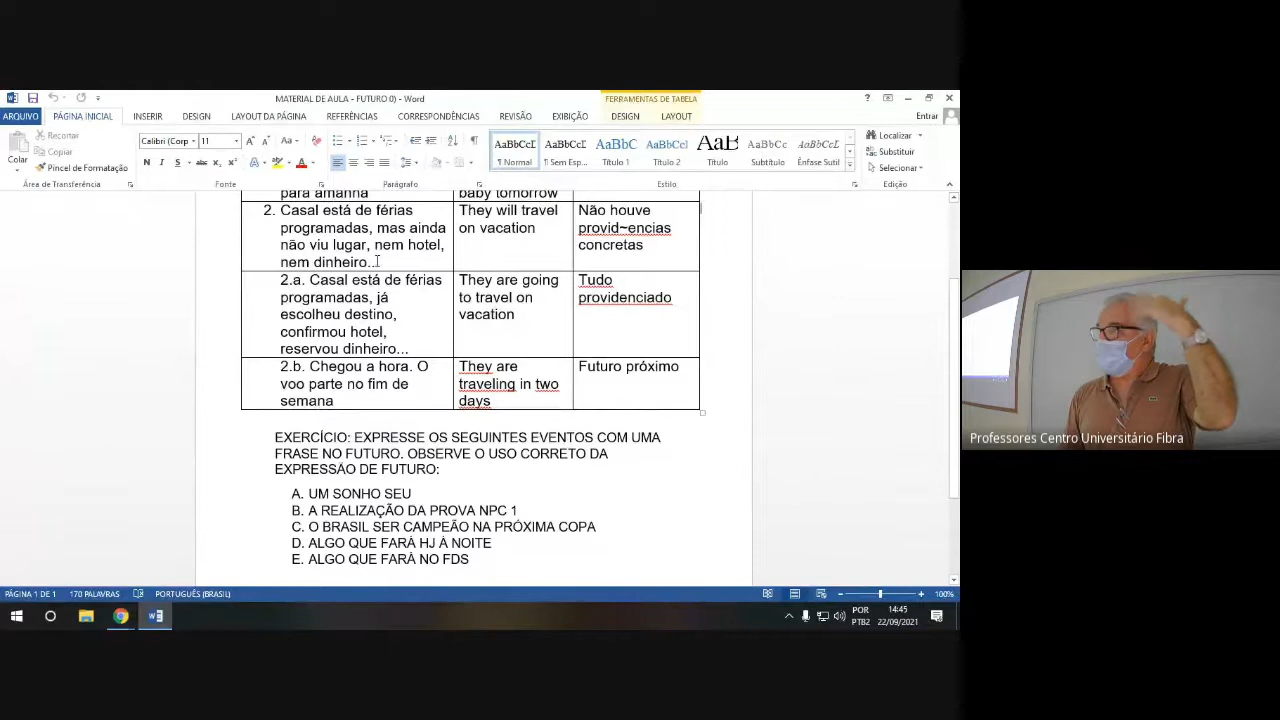 MATERIAL DE AULA - FUTURO 0) - Word
FERRAMENTAS DE TABELA
?
ARQUIVO
PÁGINA INICIAL
INSERIR
DESIGN
LAYOUT DA PÁGINA
REFERÊNCIAS
CORRESPONDÊNCIAS
REVISÃO
EXIBIÇÃO
DESIGN
LAYOUT
Entrar
Colar
Recortar
Copiar
Pincel de Formatação
Área de Transferência
Calibri (Corp
11
Fonte
Parágrafo
AaBbCcDc
¶ Normal
AaBbCcDc
¶ Sem Esp...
AaBbC
Título 1
AaBbCcI
Título 2
AaB
Título
AaBbCcC
Subtítulo
AaBbCcDc
Ênfase Sutil
Estilo
Localizar
Substituir
Selecionar
Edição
para amanhã
baby tomorrow
2. Casal está de férias
programadas, mas ainda
não viu lugar, nem hotel,
nem dinheiro...
They will travel
on vacation
Não houve
provid~encias
concretas
2.a. Casal está de férias
programadas, já
escolheu destino,
confirmou hotel,
reservou dinheiro...
They are going
to travel on
vacation
Tudo
providenciado
2.b. Chegou a hora. O
voo parte no fim de
semana
They are
traveling in two
days
Futuro próximo
EXERCÍCIO: EXPRESSE OS SEGUINTES EVENTOS COM UMA
FRASE NO FUTURO. OBSERVE O USO CORRETO DA
EXPRESSÃO DE FUTURO:
A. UM SONHO SEU
B. A REALIZAÇÃO DA PROVA NPC 1
C. O BRASIL SER CAMPEÃO NA PRÓXIMA COPA
D. ALGO QUE FARÁ HJ À NOITE
E. ALGO QUE FARÁ NO FDS
PÁGINA 1 DE 1
170 PALAVRAS
PORTUGUÊS (BRASIL)
100%
POR
PTB2
14:45
22/09/2021
Professores Centro Universitário Fibra